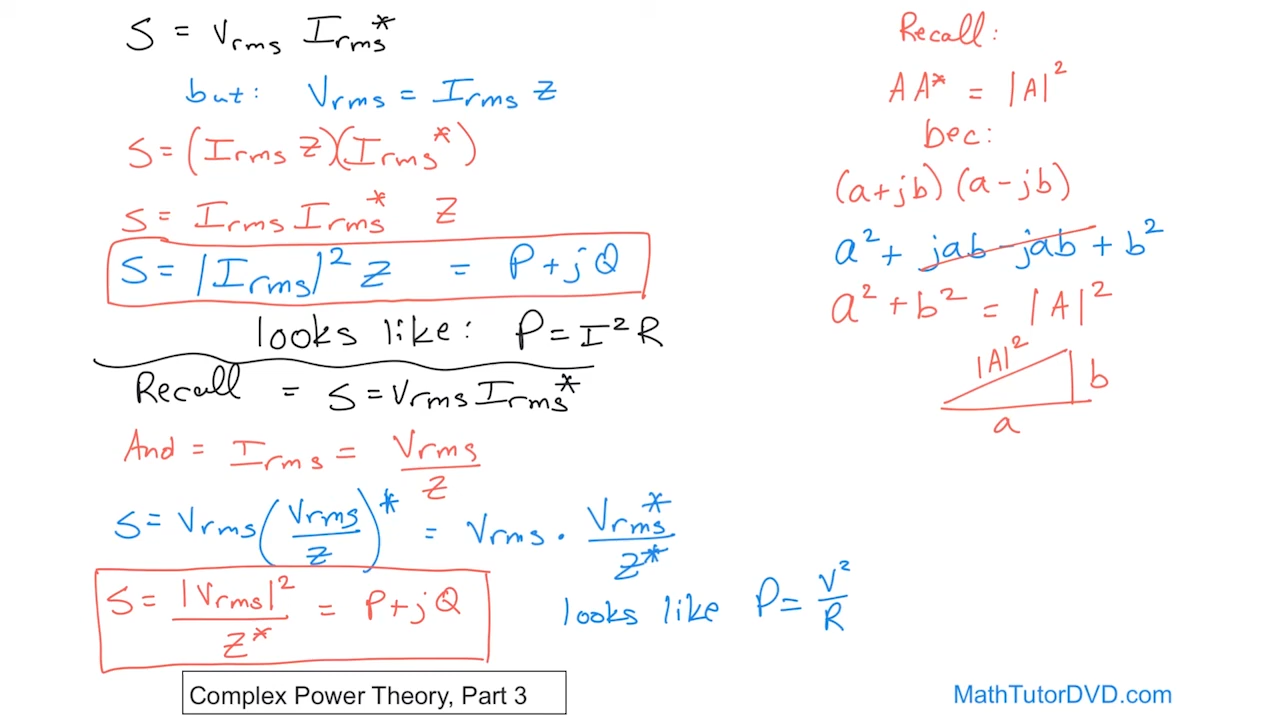 S = Vrms Irms*
but: Vrms = Irms Z
S = (Irms Z)(Irms*)
S = Irms Irms* Z
S = |Irms|² Z = P + jQ
looks like: P = I² R
Recall = S = Vrms Irms*
And = Irms = Vrms/Z
S = Vrms (Vrms/Z)* = Vrms · Vrms*/Z*
S = |Vrms|²/Z* = P + jQ
looks like P = V²/R
Recall:
AA* = |A|²
bec:
(a + jb) (a - jb)
a² + jab - jab + b²
a² + b² = |A|²
|A|²
b
a
Complex Power Theory, Part 3
MathTutorDVD.com